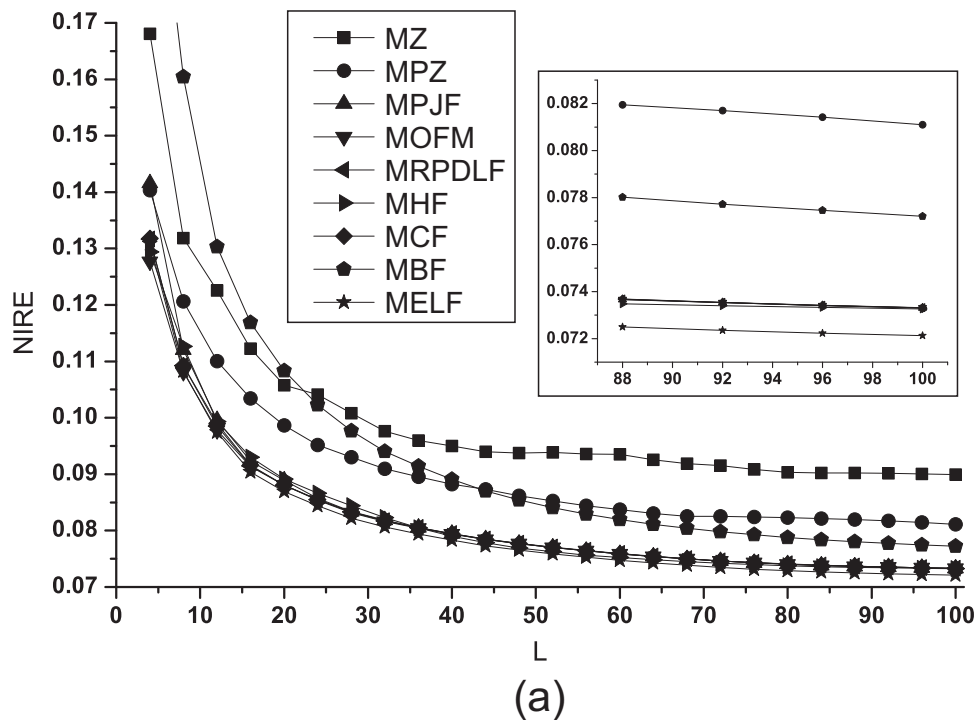 0.17
0.16
0.15
0.14
0.13
0.12
0.11
0.10
0.09
0.08
0.07
NIRE
0 10 20 30 40 50 60 70 80 90 100
L
MZ
MPZ
MPJF
MOFM
MRPDLF
MHF
MCF
MBF
MELF
0.082
0.080
0.078
0.076
0.074
0.072
88 90 92 94 96 98 100
(a)